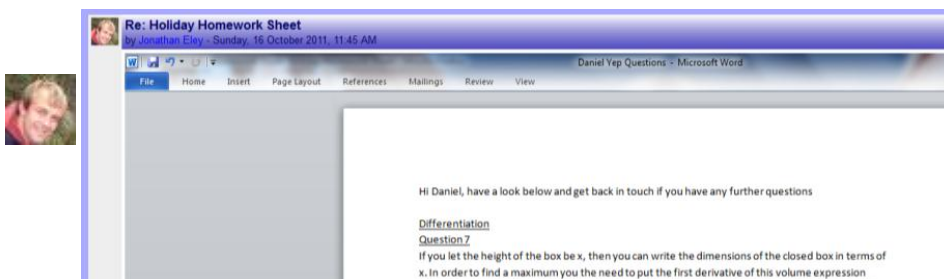 Re: Holiday Homework Sheet
by Jonathan Eley - Sunday, 16 October 2011, 11:45 AM
Daniel Yep Questions - Microsoft Word
File Home Insert Page Layout References Mailings Review View
Hi Daniel, have a look below and get back in touch if you have any further questions
Differentiation
Question 7
If you let the height of the box be x, then you can write the dimensions of the closed box in terms of
x. In order to find a maximum you the need to put the first derivative of this volume expression